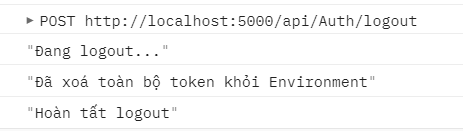 POST http://localhost:5000/api/Auth/logout
"Đang logout..."
"Đã xoá toàn bộ token khỏi Environment"
"Hoàn tất logout"